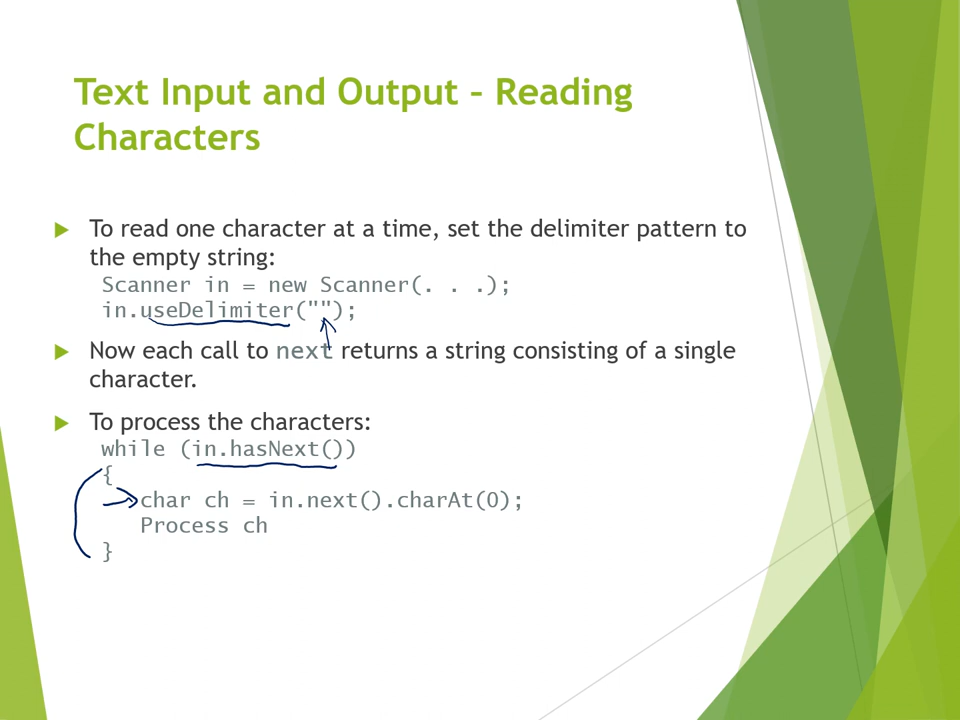 Text Input and Output – Reading
Characters
To read one character at a time, set the delimiter pattern to
the empty string:
Scanner in = new Scanner(. . .);
in.useDelimiter("");
Now each call to next returns a string consisting of a single
character.
To process the characters:
while (in.hasNext())
{
char ch = in.next().charAt(0);
Process ch
}